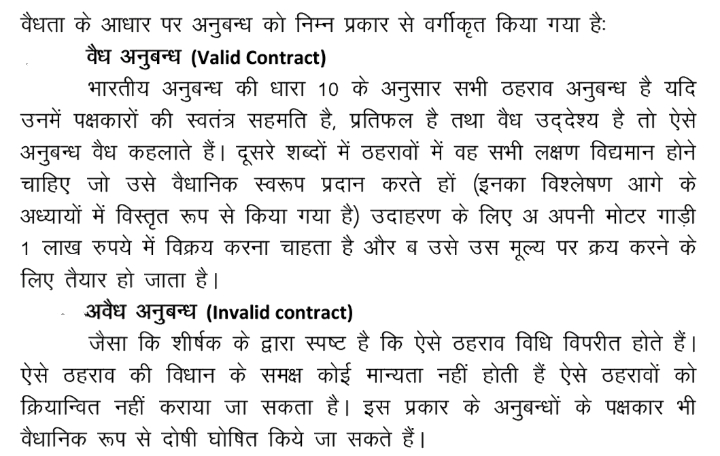 वैधता के आधार पर अनुबन्ध को निम्न प्रकार से वर्गीकृत किया गया हैः
वैध अनुबन्ध (Valid Contract)
भारतीय अनुबन्ध की धारा 10 के अनुसार सभी ठहराव अनुबन्ध है यदि
उनमें पक्षकारों की स्वतंत्र सहमति है, प्रतिफल है तथा वैध उद्देश्य है तो ऐसे
अनुबन्ध वैध कहलाते हैं। दूसरे शब्दों में ठहरावों में वह सभी लक्षण विद्यमान होने
चाहिए जो उसे वैधानिक स्वरूप प्रदान करते हों (इनका विश्लेषण आगे के
अध्यायों में विस्तृत रूप से किया गया है) उदाहरण के लिए अ अपनी मोटर गाड़ी
1 लाख रुपये में विक्रय करना चाहता है और ब उसे उस मूल्य पर क्रय करने के
लिए तैयार हो जाता है।
अवैध अनुबन्ध (Invalid contract)
जैसा कि शीर्षक के द्वारा स्पष्ट है कि ऐसे ठहराव विधि विपरीत होते हैं।
ऐसे ठहराव की विधान के समक्ष कोई मान्यता नहीं होती हैं ऐसे ठहरावों को
क्रियान्वित नहीं कराया जा सकता है। इस प्रकार के अनुबन्धों के पक्षकार भी
वैधानिक रूप से दोषी घोषित किये जा सकते हैं।